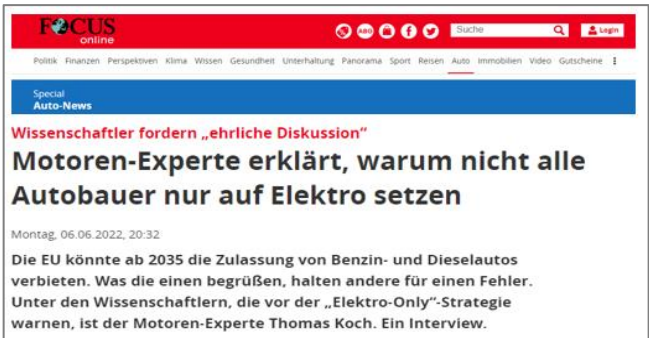 FOCUS
online
ABO
Suche
Login
Politik Finanzen Perspektiven Klima Wissen Gesundheit Unterhaltung Panorama Sport Reisen Auto Immobilien Video Gutscheine
Special
Auto-News
Wissenschaftler fordern „ehrliche Diskussion“
Motoren-Experte erklärt, warum nicht alle
Autobauer nur auf Elektro setzen
Montag, 06.06.2022, 20:32
Die EU könnte ab 2035 die Zulassung von Benzin- und Dieselautos
verbieten. Was die einen begrüßen, halten andere für einen Fehler.
Unter den Wissenschaftlern, die vor der „Elektro-Only“-Strategie
warnen, ist der Motoren-Experte Thomas Koch. Ein Interview.